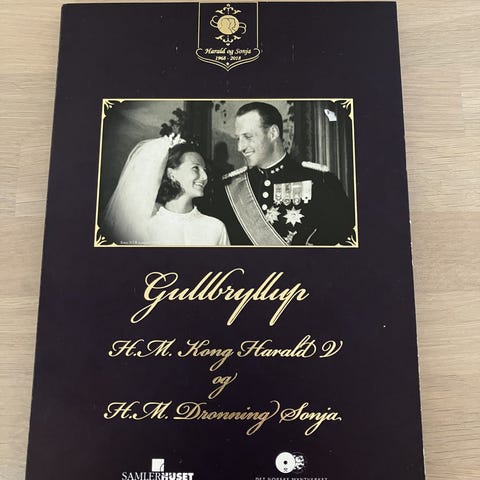 Harald og Sonja
1968 - 2018
Gullbryllup
H.M. Kong Harald V
og
H.M. Dronning Sonja
SAMLERHUSET
DET NORSKE MYNTVERKET